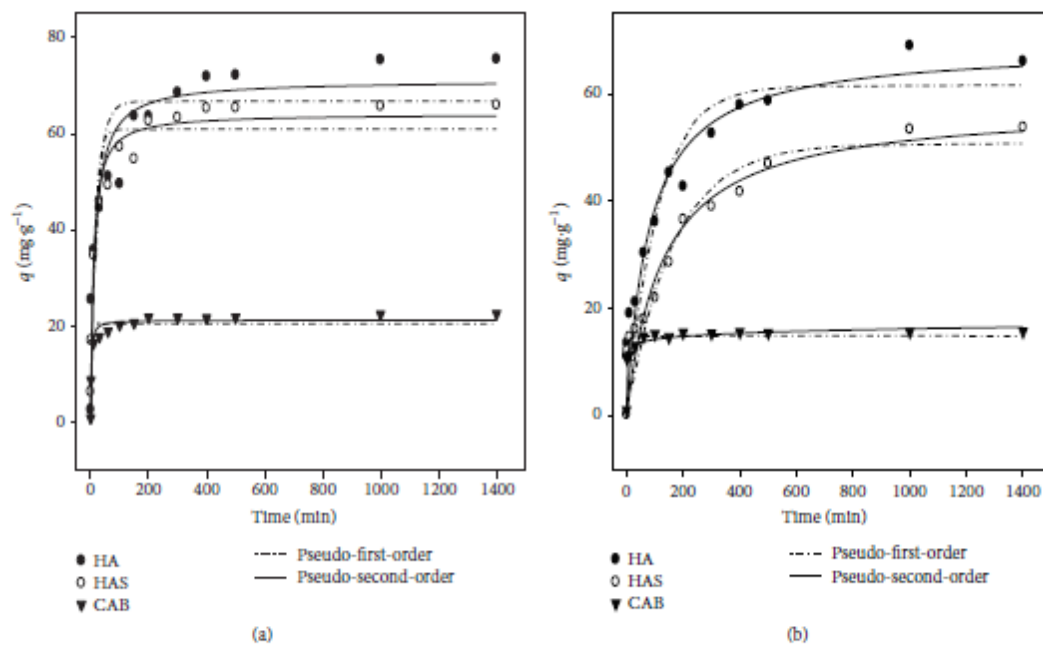 80
60
40
20
0
q (mg·g⁻¹)
0 200 400 600 800 1000 1200 1400
Time (min)
HA
HAS
CAB
Pseudo-first-order
Pseudo-second-order
(a)
60
40
20
0
q (mg·g⁻¹)
0 200 400 600 800 1000 1200 1400
Time (min)
HA
HAS
CAB
Pseudo-first-order
Pseudo-second-order
(b)